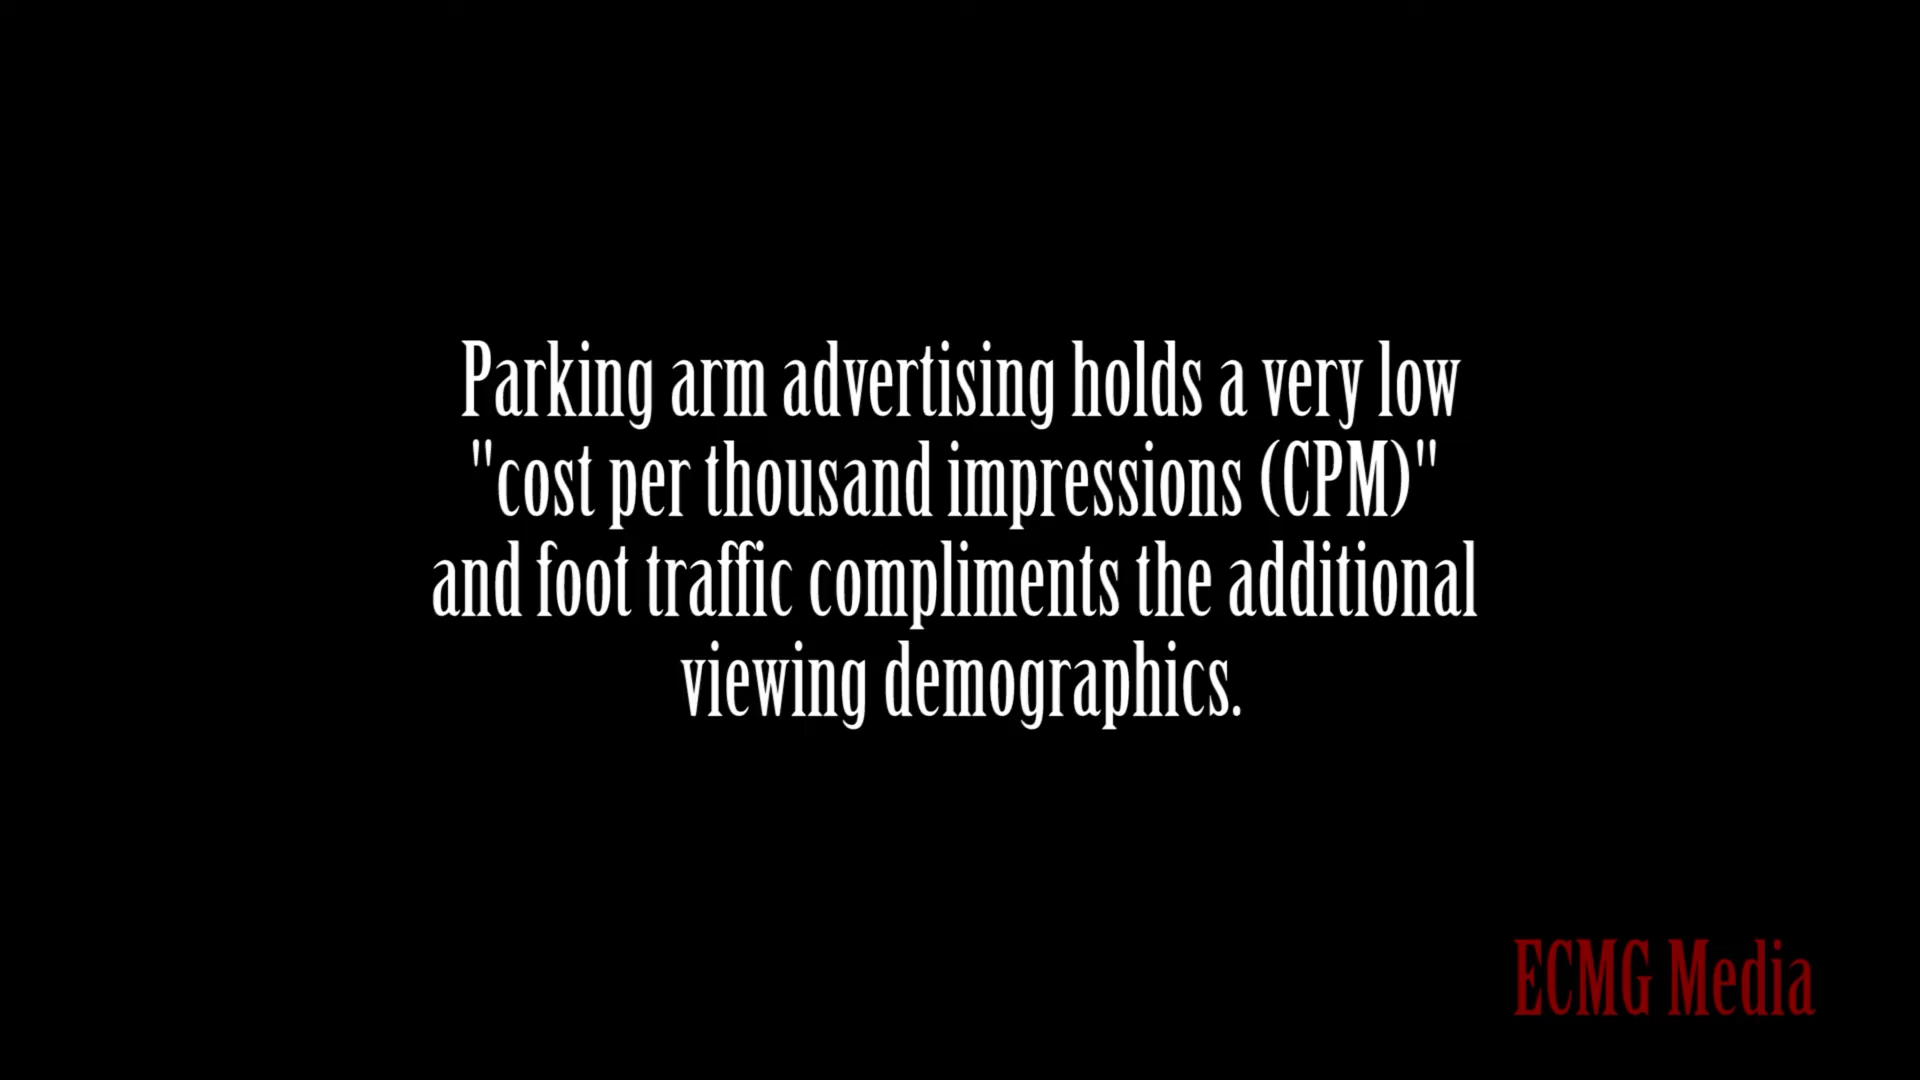 Parking arm advertising holds a very low
"cost per thousand impressions (CPM)"
and foot traffic compliments the additional
viewing demographics.
ECMG Media